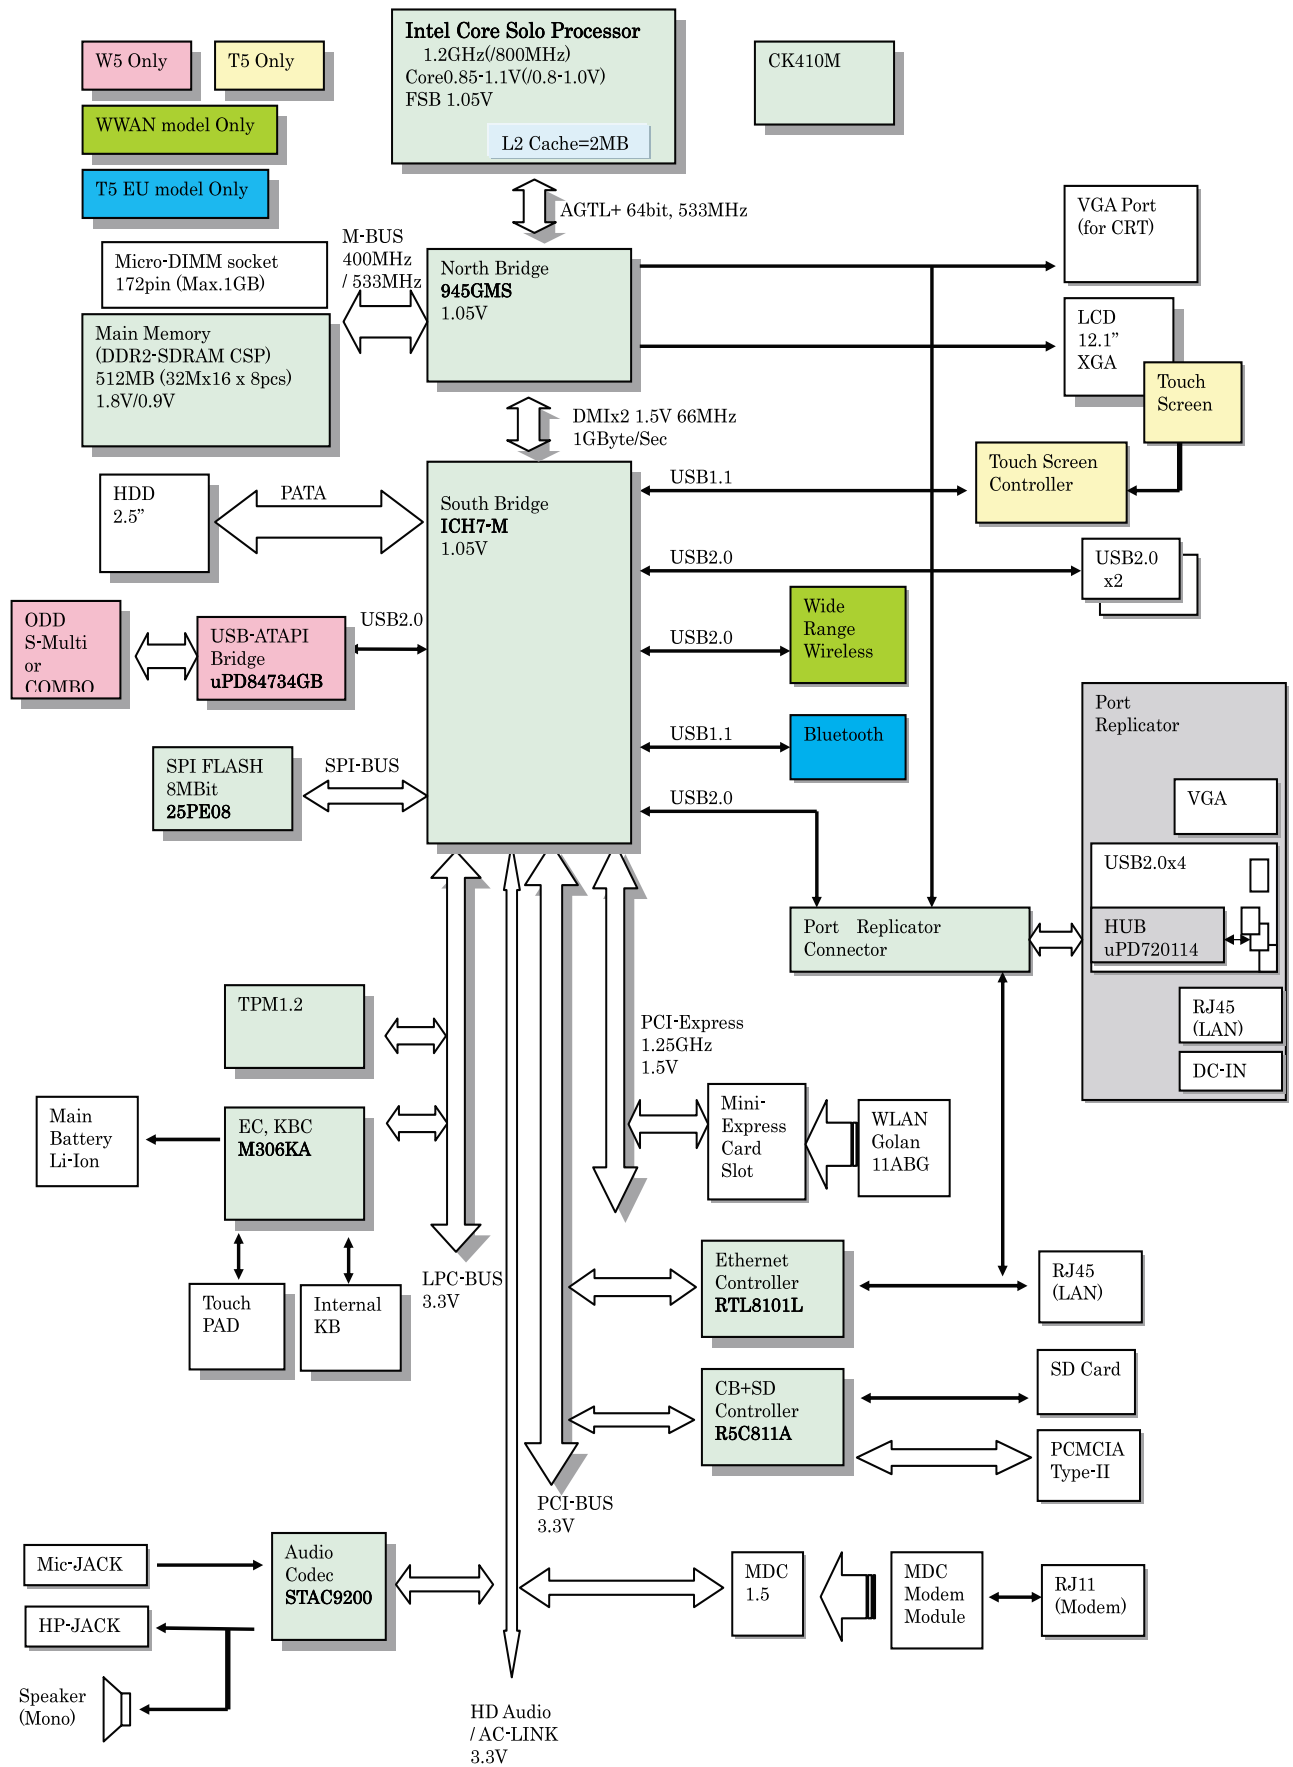 W5 Only
T5 Only
WWAN model Only
T5 EU model Only
Intel Core Solo Processor
1.2GHz(/800MHz)
Core0.85-1.1V(/0.8-1.0V)
FSB 1.05V
L2 Cache=2MB
CK410M
AGTL+ 64bit, 533MHz
M-BUS
400MHz
/ 533MHz
Micro-DIMM socket
172pin (Max.1GB)
North Bridge
945GMS
1.05V
VGA Port
(for CRT)
Main Memory
(DDR2-SDRAM CSP)
512MB (32Mx16 x 8pcs)
1.8V/0.9V
LCD
12.1”
XGA
Touch
Screen
DMIx2 1.5V 66MHz
1GByte/Sec
HDD
2.5”
PATA
South Bridge
ICH7-M
1.05V
USB1.1
Touch Screen
Controller
USB2.0
USB2.0
x2
ODD
S-Multi
or
COMBO
USB-ATAPI
Bridge
uPD84734GB
USB2.0
USB2.0
Wide
Range
Wireless
USB1.1
Bluetooth
SPI FLASH
8MBit
25PE08
SPI-BUS
USB2.0
Port
Replicator
VGA
USB2.0x4
HUB
uPD720114
RJ45
(LAN)
DC-IN
Port Replicator
Connector
TPM1.2
PCI-Express
1.25GHz
1.5V
Main
Battery
Li-Ion
EC, KBC
M306KA
Mini-
Express
Card
Slot
WLAN
Golan
11ABG
LPC-BUS
3.3V
Touch
PAD
Internal
KB
Ethernet
Controller
RTL8101L
RJ45
(LAN)
CB+SD
Controller
R5C811A
SD Card
PCMCIA
Type-II
PCI-BUS
3.3V
Mic-JACK
HP-JACK
Audio
Codec
STAC9200
MDC
1.5
MDC
Modem
Module
RJ11
(Modem)
Speaker
(Mono)
HD Audio
/ AC-LINK
3.3V